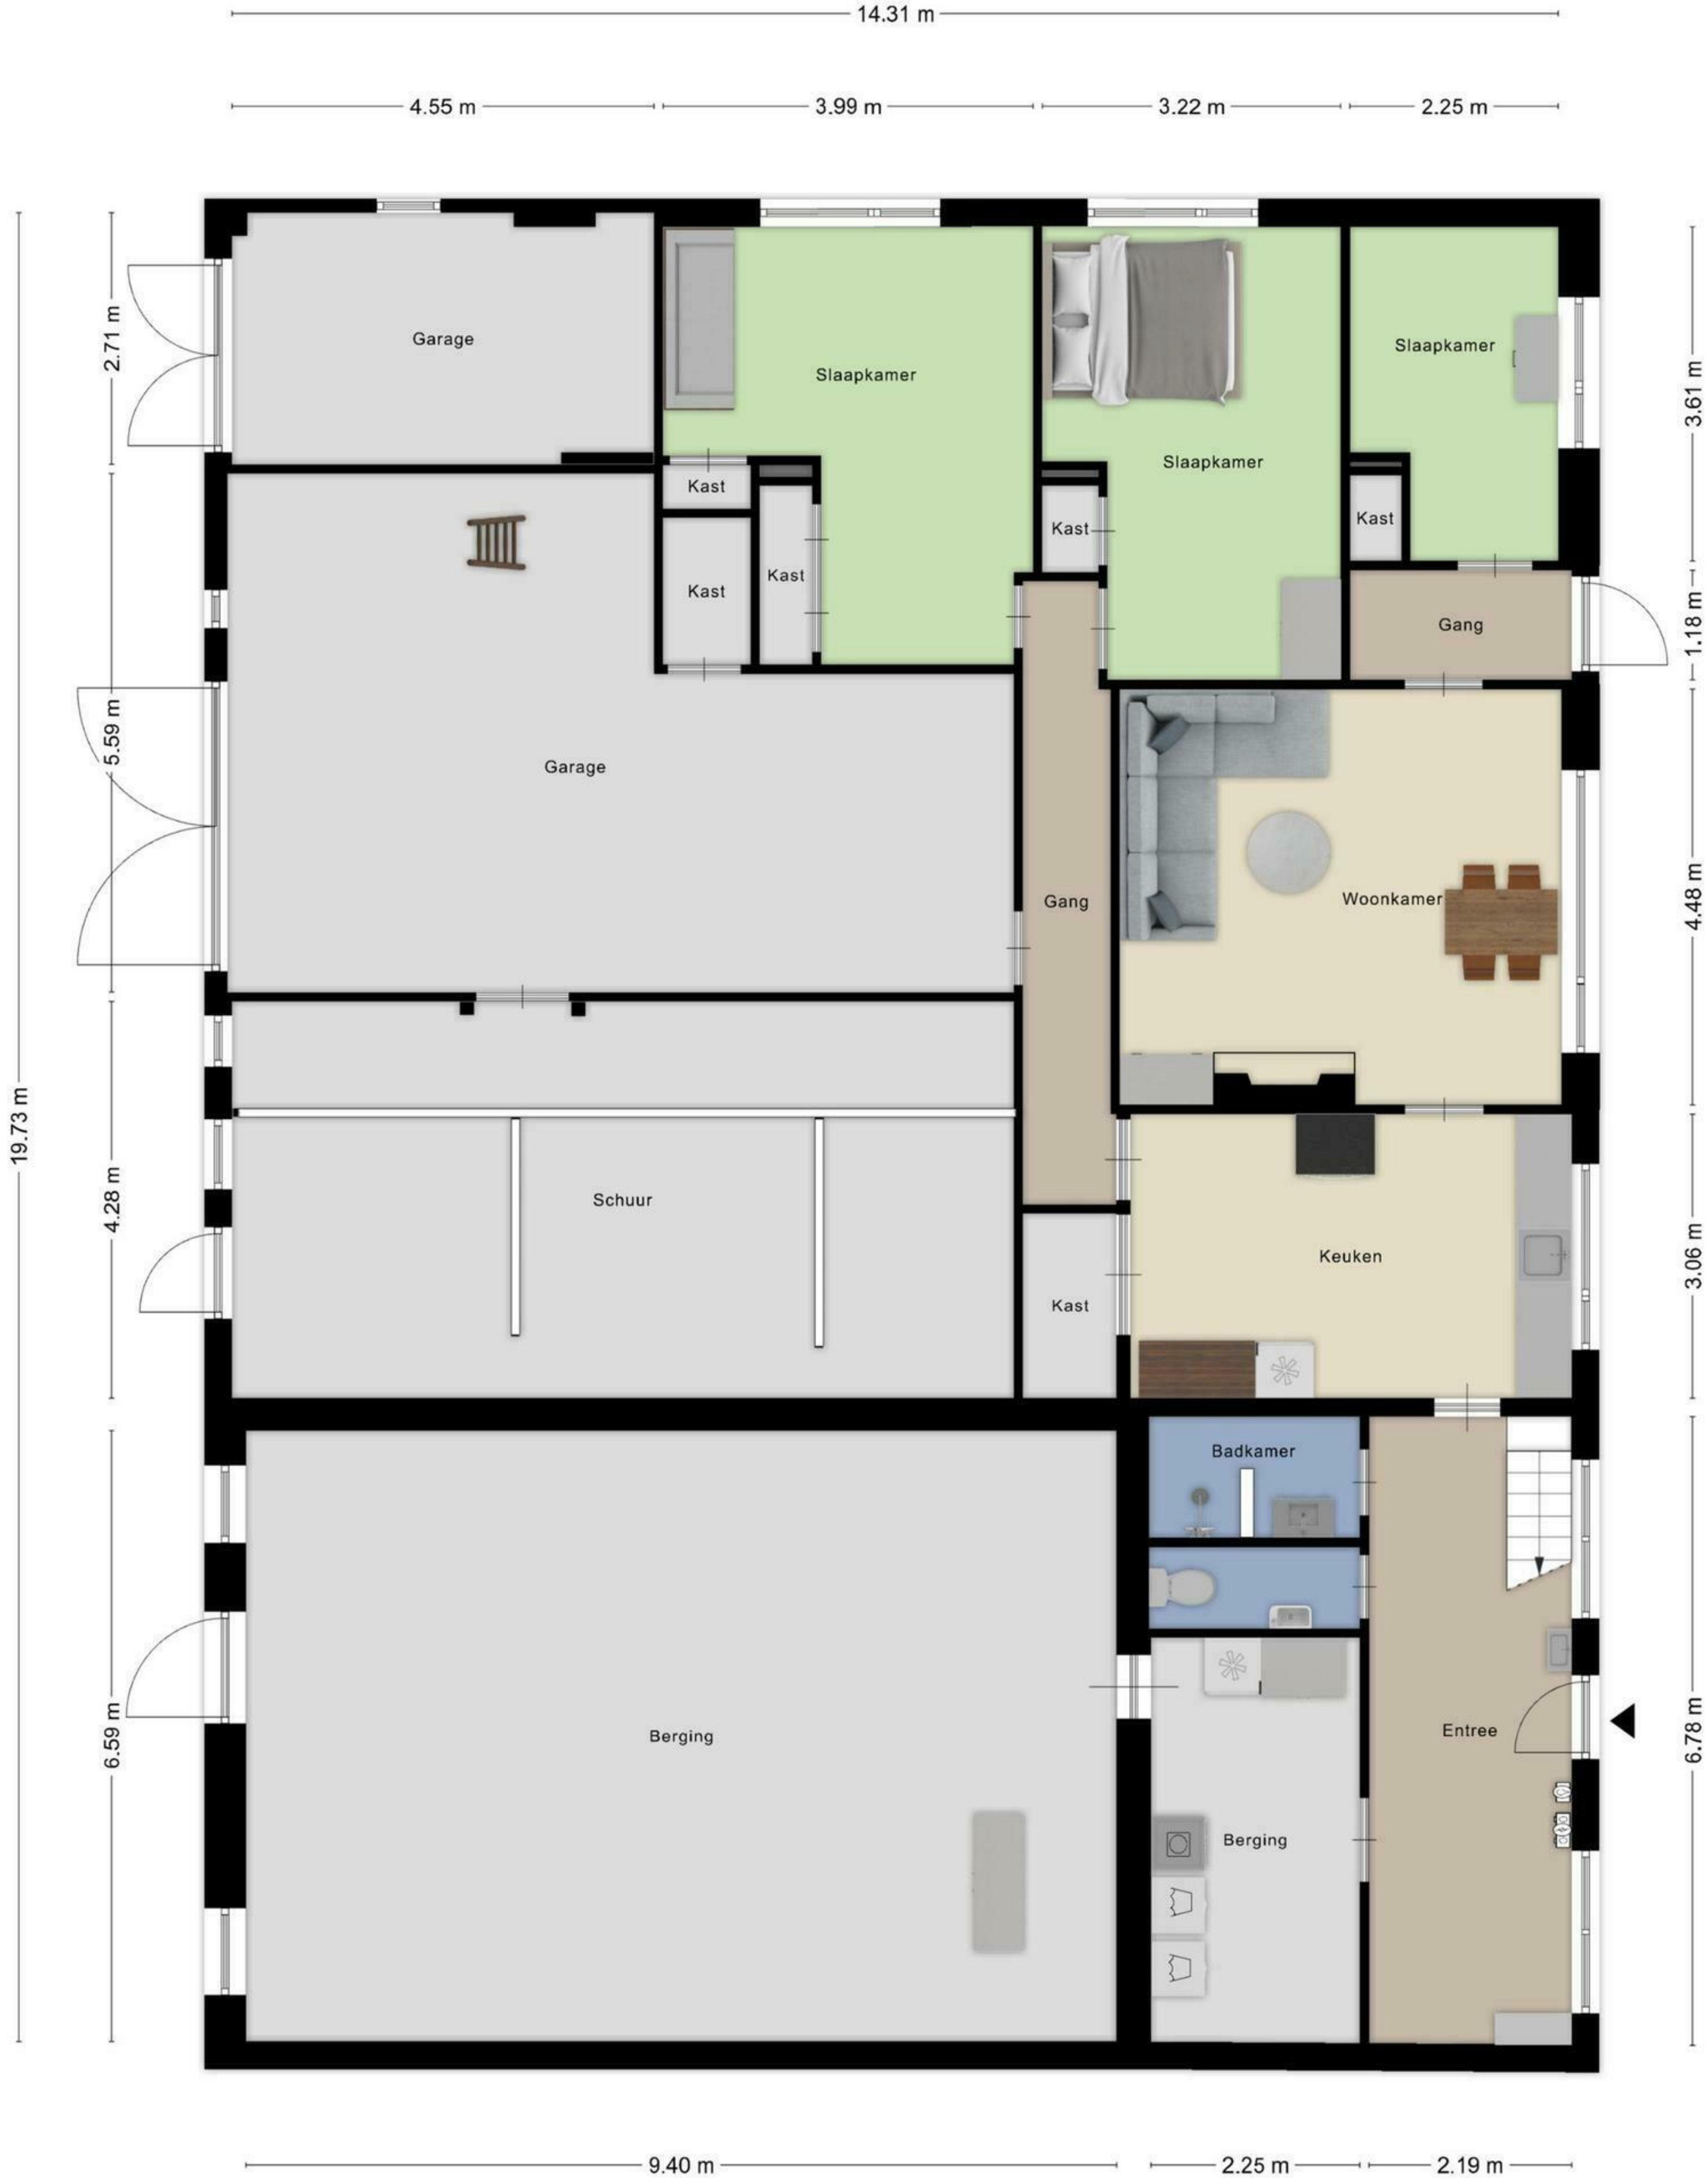 14.31 m
4.55 m
3.99 m
3.22 m
2.25 m
2.71 m
Garage
Slaapkamer
Slaapkamer
Slaapkamer
3.61 m
Kast
Kast
Kast
Kast
Kast
Gang
1.18 m
5.59 m
Garage
Gang
Woonkamer
4.48 m
19.73 m
4.28 m
Schuur
Kast
Keuken
3.06 m
Badkamer
6.59 m
Berging
Berging
Entree
6.78 m
9.40 m
2.25 m
2.19 m